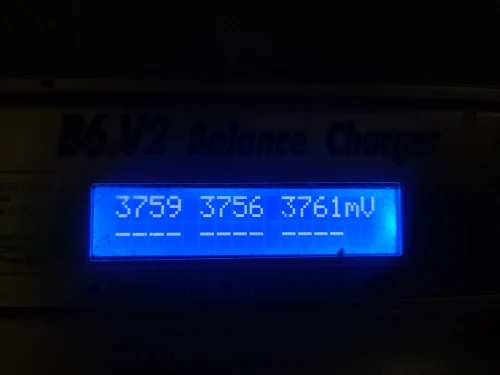 B6.V2 Balance Charger
3759 3756 3761mV
---- ---- ----